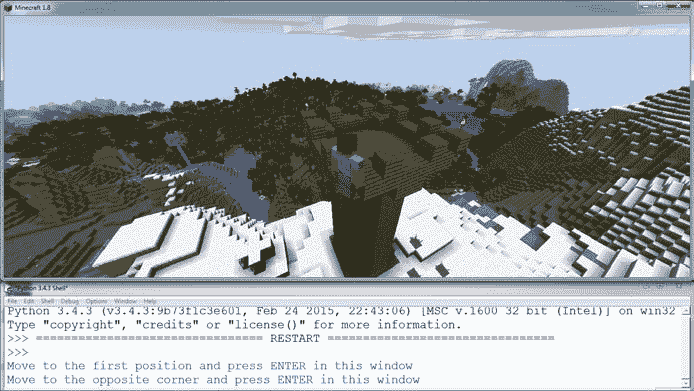 Minecraft 1.8
*Python 3.4.3 Shell*
File Edit Shell Debug Options Window Help
Python 3.4.3 (v3.4.3:9b73f1c3e601, Feb 24 2015, 22:43:06) [MSC v.1600 32 bit (Intel)] on win32
Type "copyright", "credits" or "license()" for more information.
>>> ================================ RESTART ================================
>>>
Move to the first position and press ENTER in this window
Move to the opposite corner and press ENTER in this window